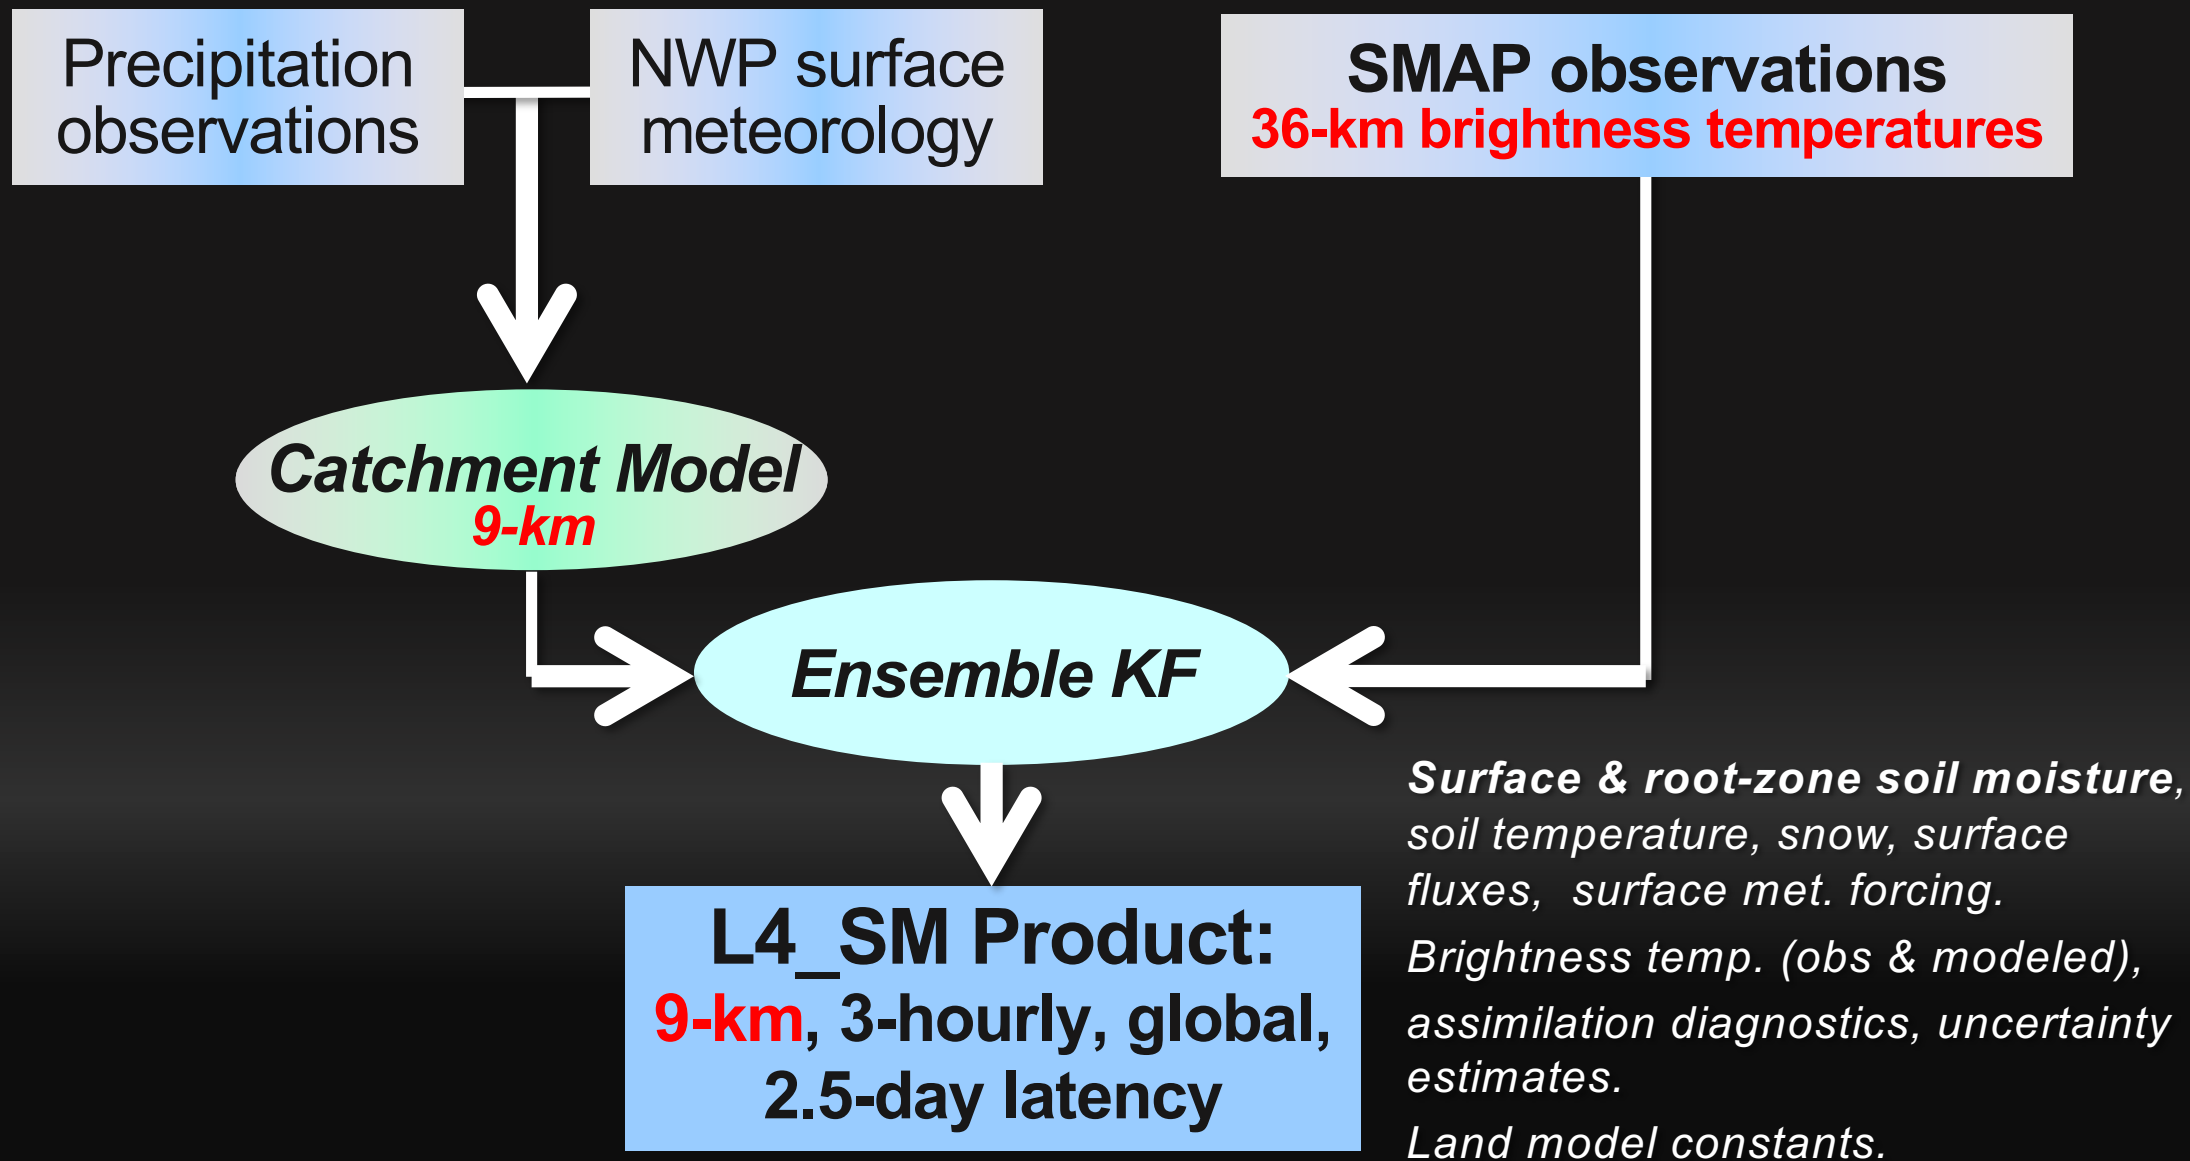 Precipitation
observations
NWP surface
meteorology
SMAP observations
36-km brightness temperatures
Catchment Model
9-km
Ensemble KF
L4_SM Product:
9-km, 3-hourly, global,
2.5-day latency
Surface & root-zone soil moisture,
soil temperature, snow, surface
fluxes, surface met. forcing.
Brightness temp. (obs & modeled),
assimilation diagnostics, uncertainty
estimates.
Land model constants.